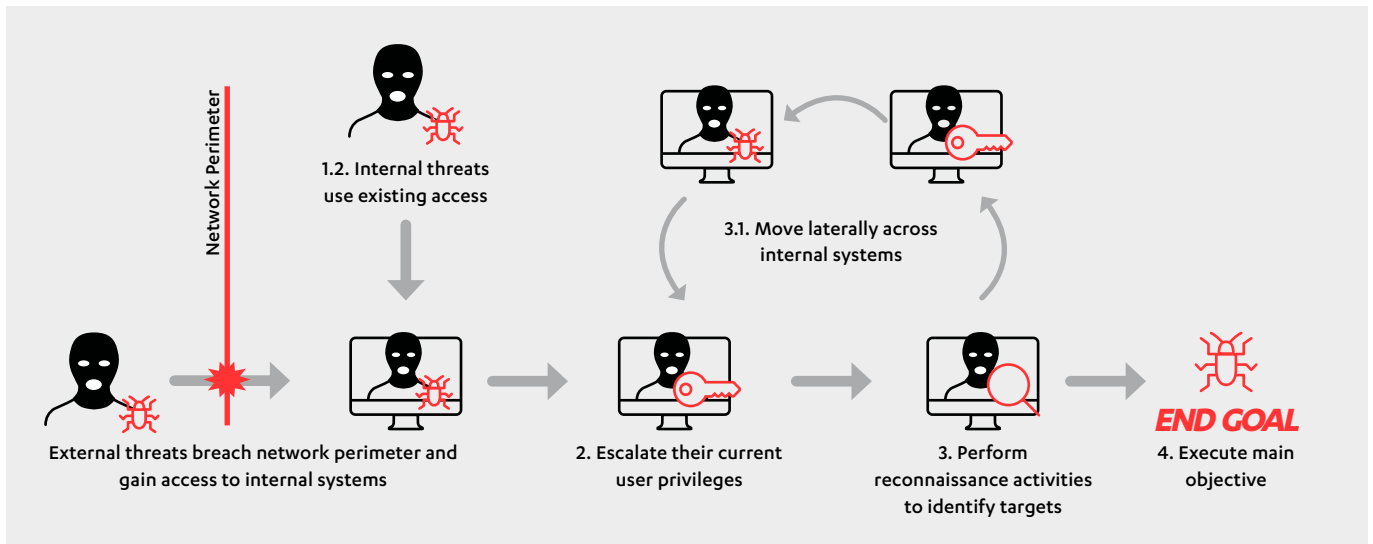 Network Perimeter
1.2. Internal threats
use existing access
3.1. Move laterally across
internal systems
External threats breach network perimeter and
gain access to internal systems
2. Escalate their current
user privileges
3. Perform
reconnaissance activities
to identify targets
END GOAL
4. Execute main
objective